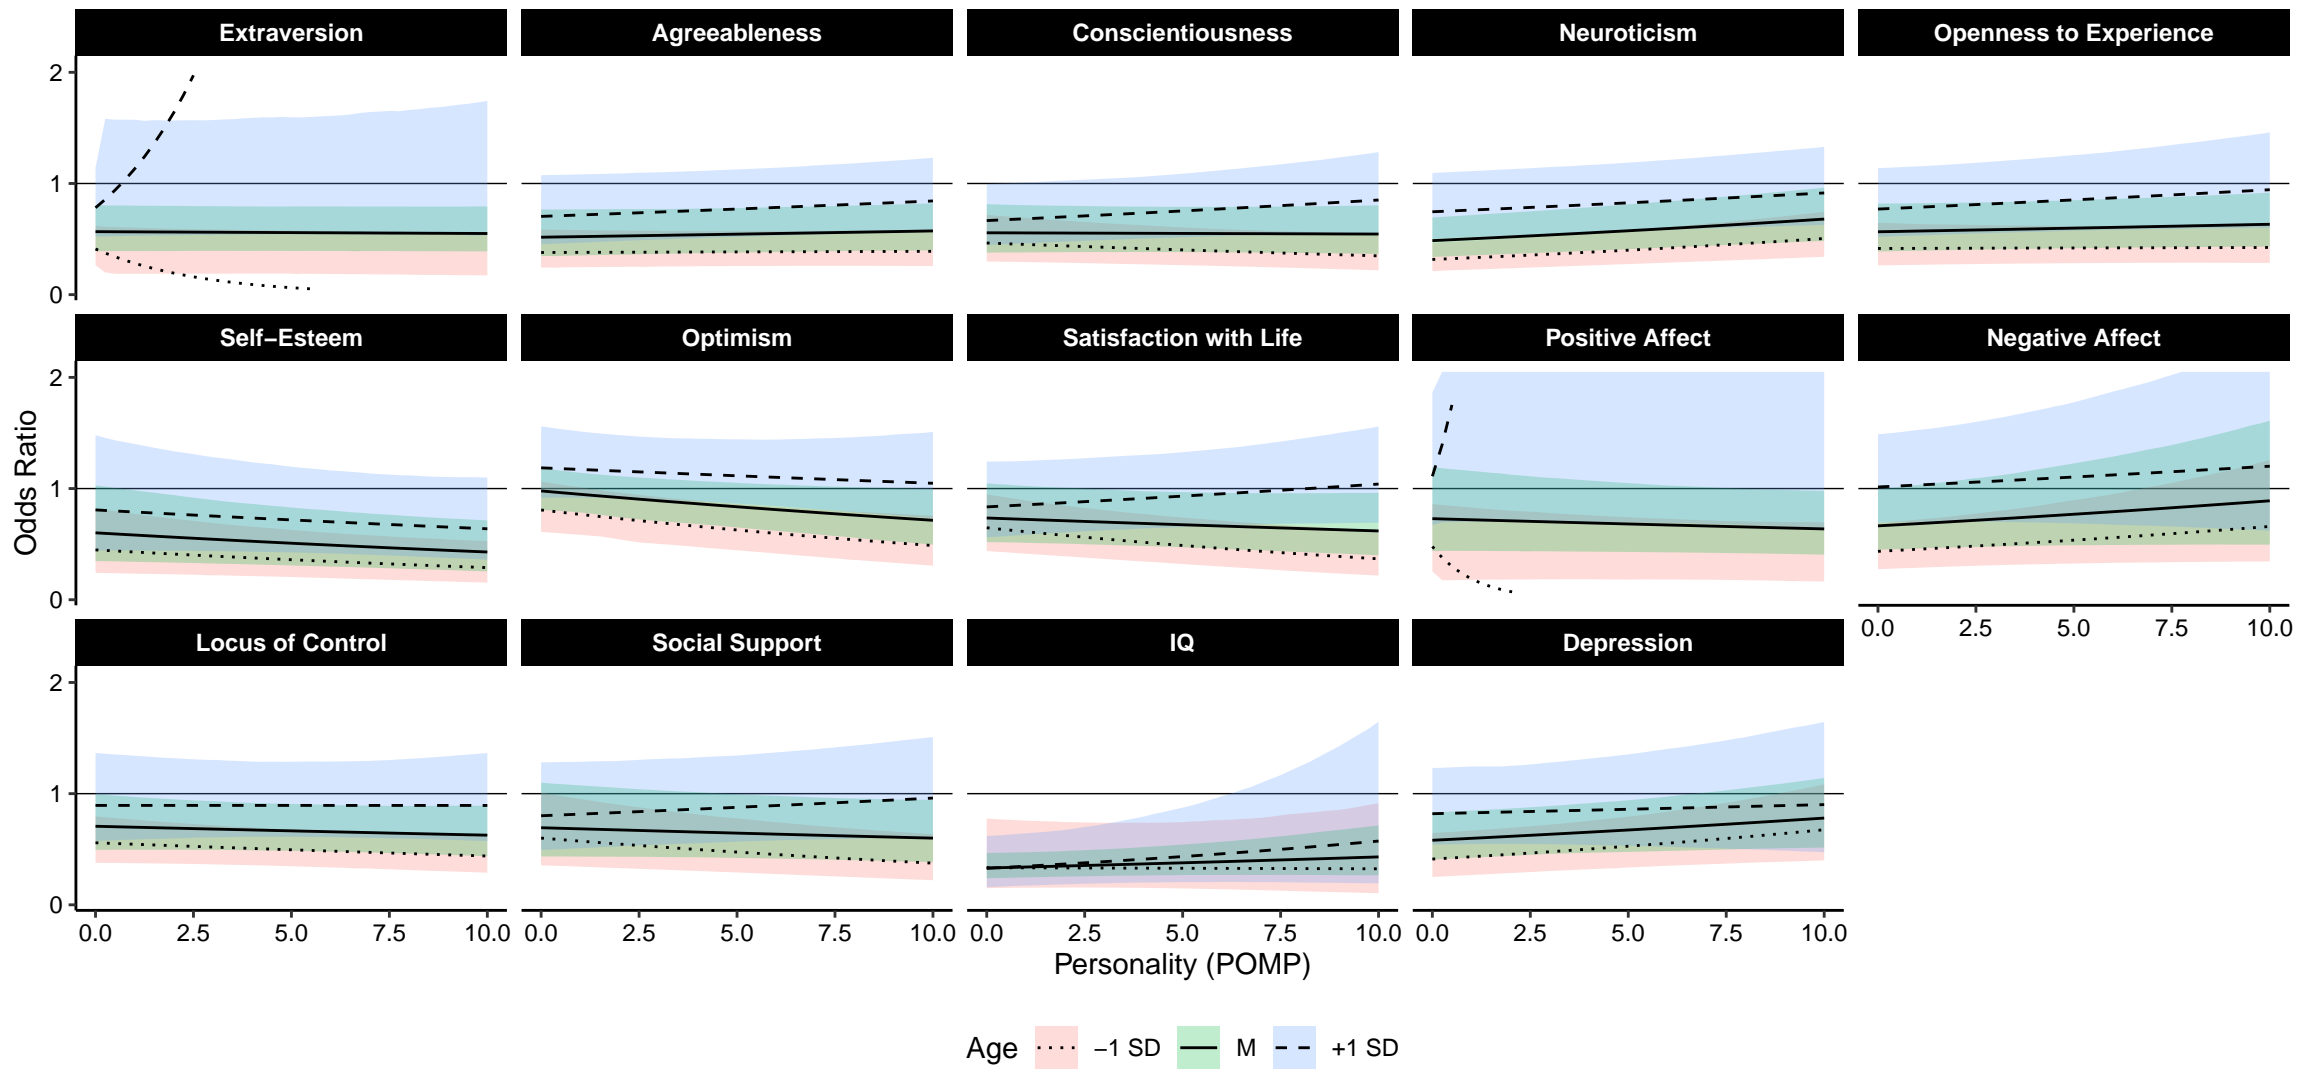 Extraversion
Agreeableness
Conscientiousness
Neuroticism
Openness to Experience
2
1
0
Self−Esteem
Optimism
Satisfaction with Life
Positive Affect
Negative Affect
2
1
0
0.0 2.5 5.0 7.5 10.0
Odds Ratio
Locus of Control
Social Support
IQ
Depression
2
1
0
0.0 2.5 5.0 7.5 10.0
0.0 2.5 5.0 7.5 10.0
0.0 2.5 5.0 7.5 10.0
0.0 2.5 5.0 7.5 10.0
Personality (POMP)
Age −1 SD M +1 SD